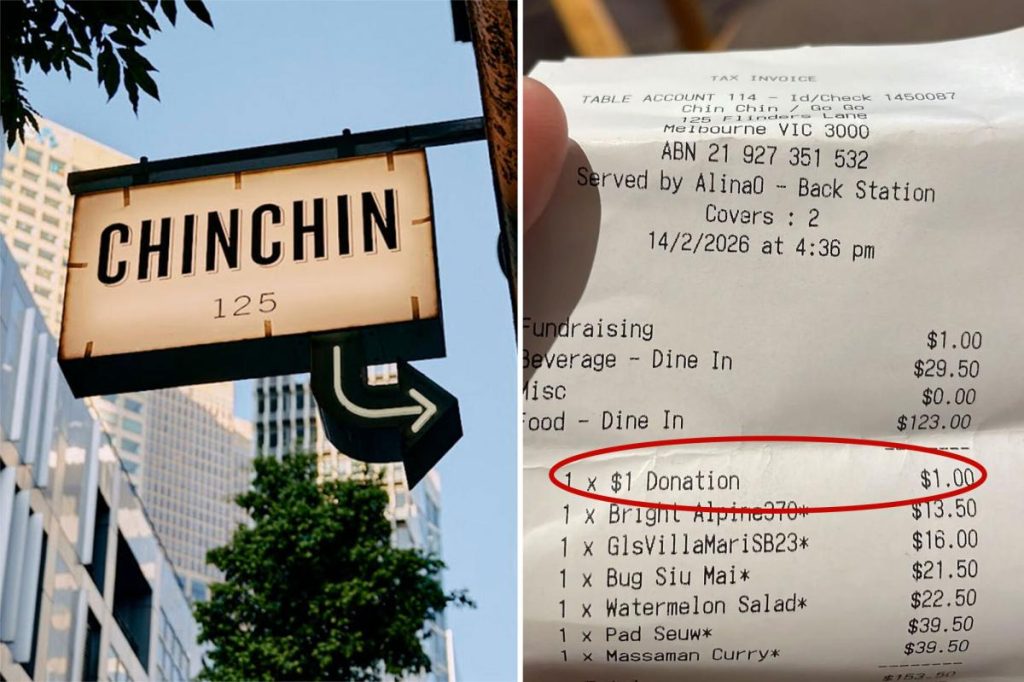 CHINCHIN
125
TAX INVOICE
TABLE ACCOUNT 114 - Id/Check 1450087
Chin Chin / Go Go
125 Flinders Lane
Melbourne VIC 3000
ABN 21 927 351 532
Served by AlinaO - Back Station
Covers : 2
14/2/2026 at 4:36 pm
Fundraising $1.00
Beverage - Dine In $29.50
Misc $0.00
Food - Dine In $123.00
1 x $1 Donation $1.00
1 x Bright Alpine370* $13.50
1 x GlsVillaMariSB23* $16.00
1 x Bug Siu Mai* $21.50
1 x Watermelon Salad* $22.50
1 x Pad Seuw* $39.50
1 x Massaman Curry* $39.50
$153.50